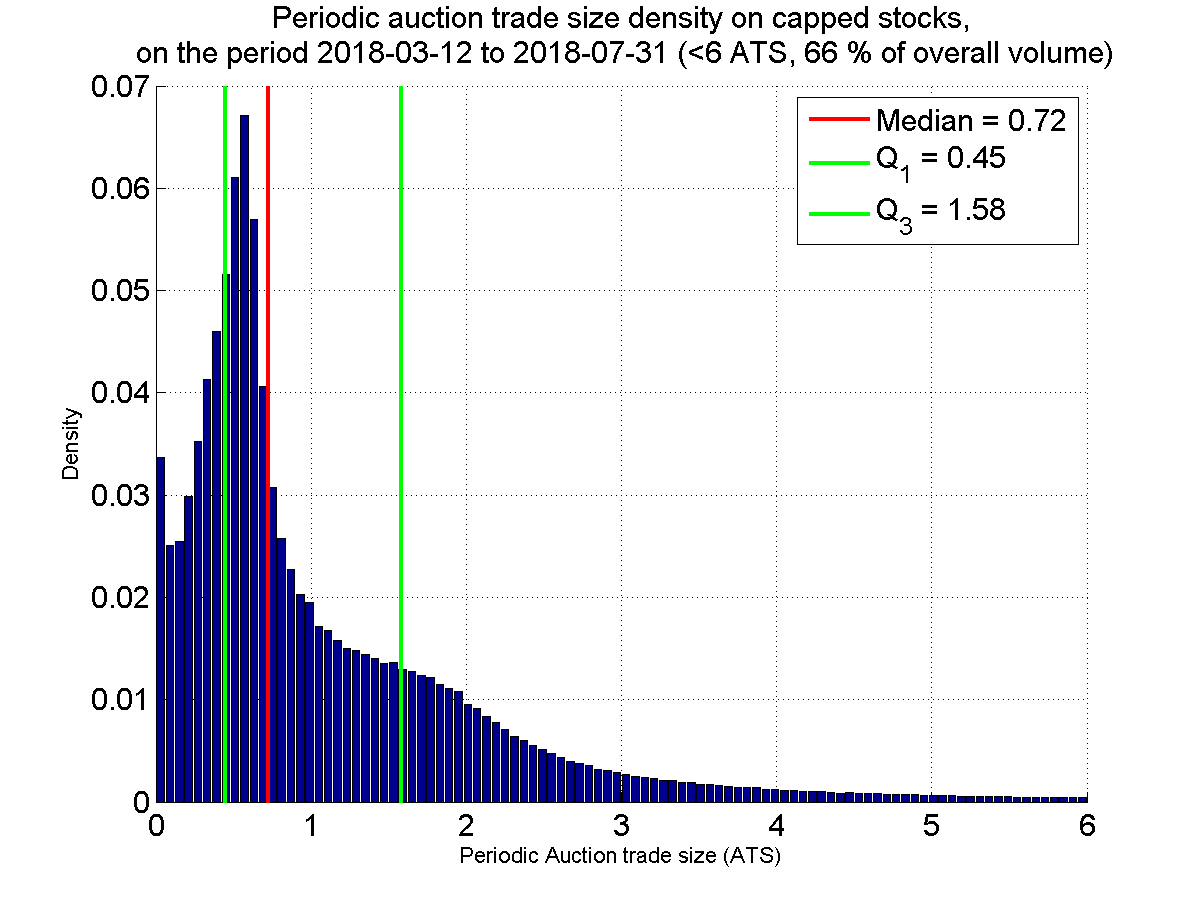 Periodic auction trade size density on capped stocks,
on the period 2018-03-12 to 2018-07-31 (<6 ATS, 66 % of overall volume)
0.07
0.06
0.05
0.04
0.03
0.02
0.01
0
Density
Median = 0.72
Q1 = 0.45
Q3 = 1.58
0 1 2 3 4 5 6
Periodic Auction trade size (ATS)